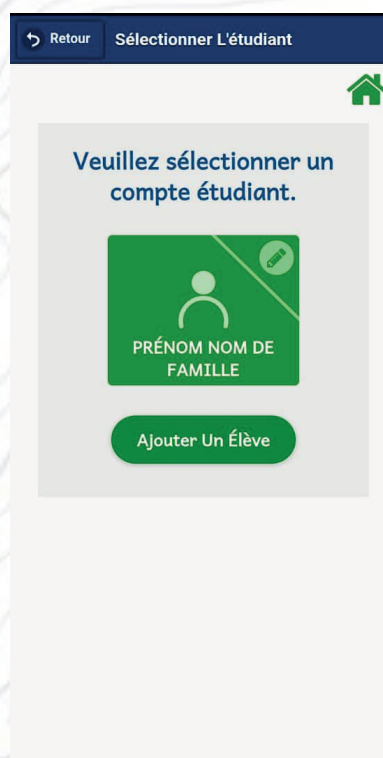 Retour Sélectionner L'étudiant
Veuillez sélectionner un
compte étudiant.
PRÉNOM NOM DE
FAMILLE
Ajouter Un Élève